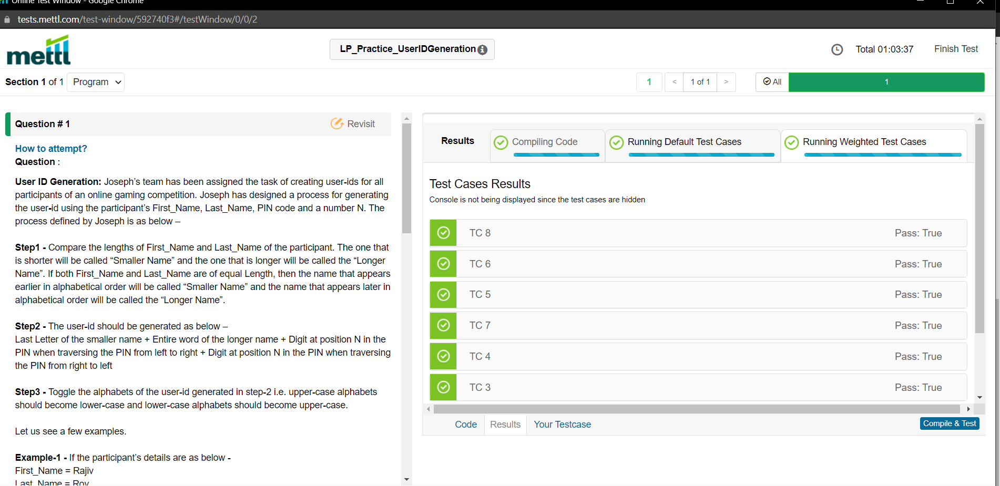 Online Test Window - Google Chrome
tests.mettl.com/test-window/592740f3#/testWindow/0/0/2
mettl
LP_Practice_UserIDGeneration
Total 01:03:37
Finish Test
Section 1 of 1
Program
1
< 1 of 1 >
All
1
Question # 1
Revisit
How to attempt?
Question :
User ID Generation: Joseph’s team has been assigned the task of creating user-ids for all
participants of an online gaming competition. Joseph has designed a process for generating
the user-id using the participant’s First_Name, Last_Name, PIN code and a number N. The
process defined by Joseph is as below –
Step1 - Compare the lengths of First_Name and Last_Name of the participant. The one that
is shorter will be called “Smaller Name” and the one that is longer will be called the “Longer
Name”. If both First_Name and Last_Name are of equal Length, then the name that appears
earlier in alphabetical order will be called “Smaller Name” and the name that appears later in
alphabetical order will be called the “Longer Name”.
Step2 - The user-id should be generated as below –
Last Letter of the smaller name + Entire word of the longer name + Digit at position N in the
PIN when traversing the PIN from left to right + Digit at position N in the PIN when traversing
the PIN from right to left
Step3 - Toggle the alphabets of the user-id generated in step-2 i.e. upper-case alphabets
should become lower-case and lower-case alphabets should become upper-case.
Let us see a few examples.
Example-1 - If the participant’s details are as below -
First_Name = Rajiv
Last_Name = Roy
Results
Compiling Code
Running Default Test Cases
Running Weighted Test Cases
Test Cases Results
Console is not being displayed since the test cases are hidden
TC 8 Pass: True
TC 6 Pass: True
TC 5 Pass: True
TC 7 Pass: True
TC 4 Pass: True
TC 3 Pass: True
Code
Results
Your Testcase
Compile & Test